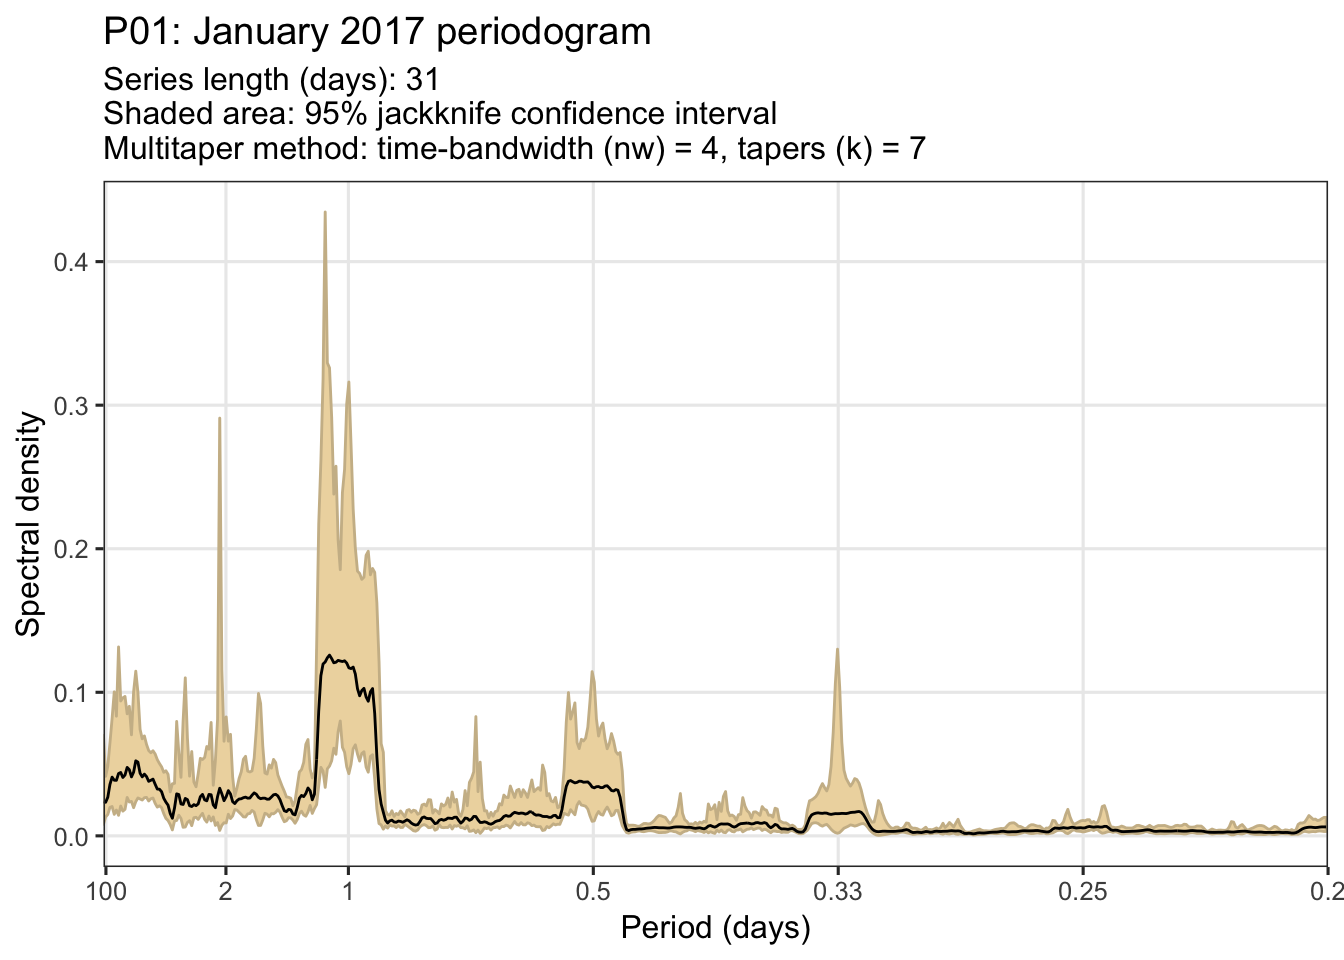 P01: January 2017 periodogram
Series length (days): 31
Shaded area: 95% jackknife confidence interval
Multitaper method: time-bandwidth (nw) = 4, tapers (k) = 7
Spectral density
0.4
0.3
0.2
0.1
0.0
100 2 1 0.5 0.33 0.25 0.2
Period (days)